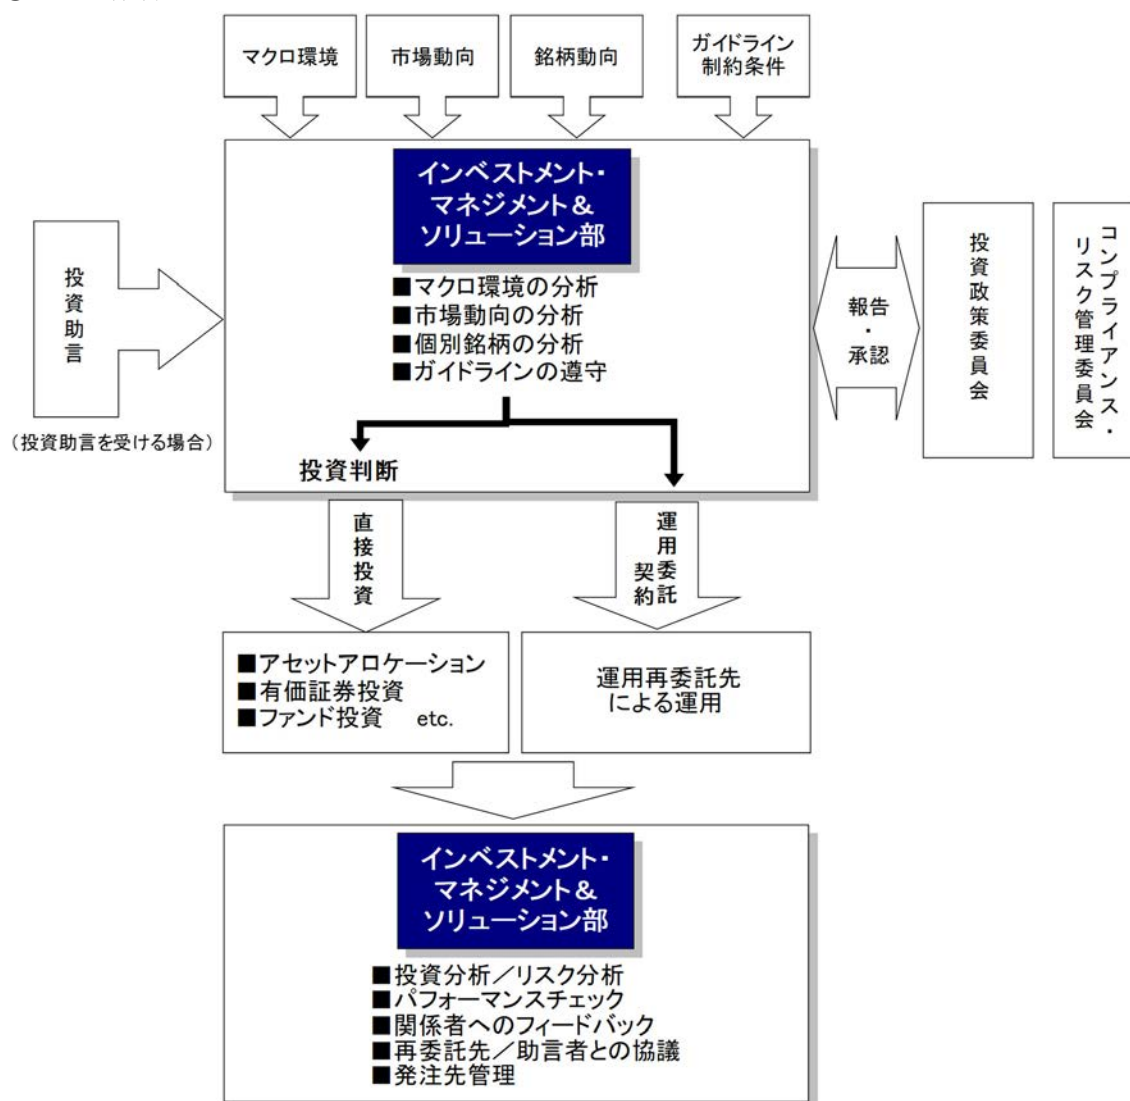 マクロ環境
市場動向
銘柄動向
ガイドライン
制約条件
インベストメント・
マネジメント＆
ソリューション部
■マクロ環境の分析
■市場動向の分析
■個別銘柄の分析
■ガイドラインの遵守
投資助言
（投資助言を受ける場合）
報告
・
承認
投資政策委員会
コンプライアンス・
リスク管理委員会
投資判断
直接投資
運用委託
契約
■アセットアロケーション
■有価証券投資
■ファンド投資 etc.
運用再委託先
による運用
インベストメント・
マネジメント＆
ソリューション部
■投資分析／リスク分析
■パフォーマンスチェック
■関係者へのフィードバック
■再委託先／助言者との協議
■発注先管理